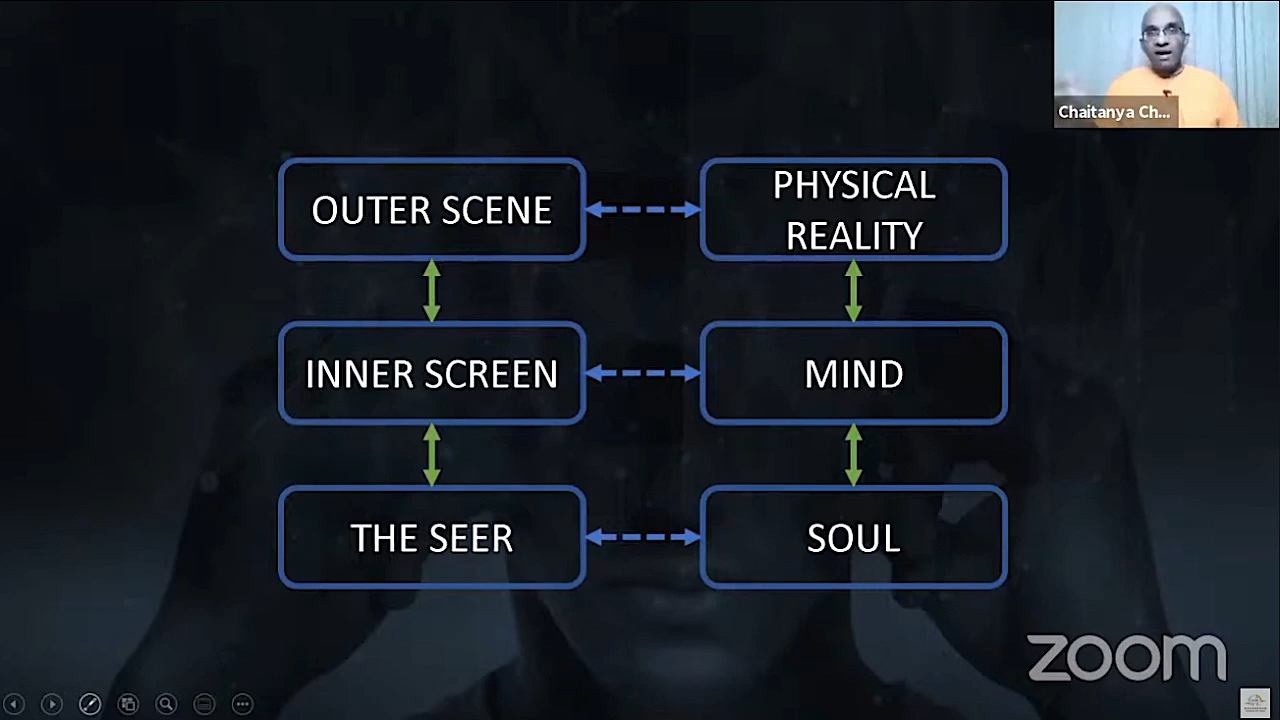 Chaitanya Ch...
OUTER SCENE
PHYSICAL
REALITY
INNER SCREEN
MIND
THE SEER
SOUL
zoom